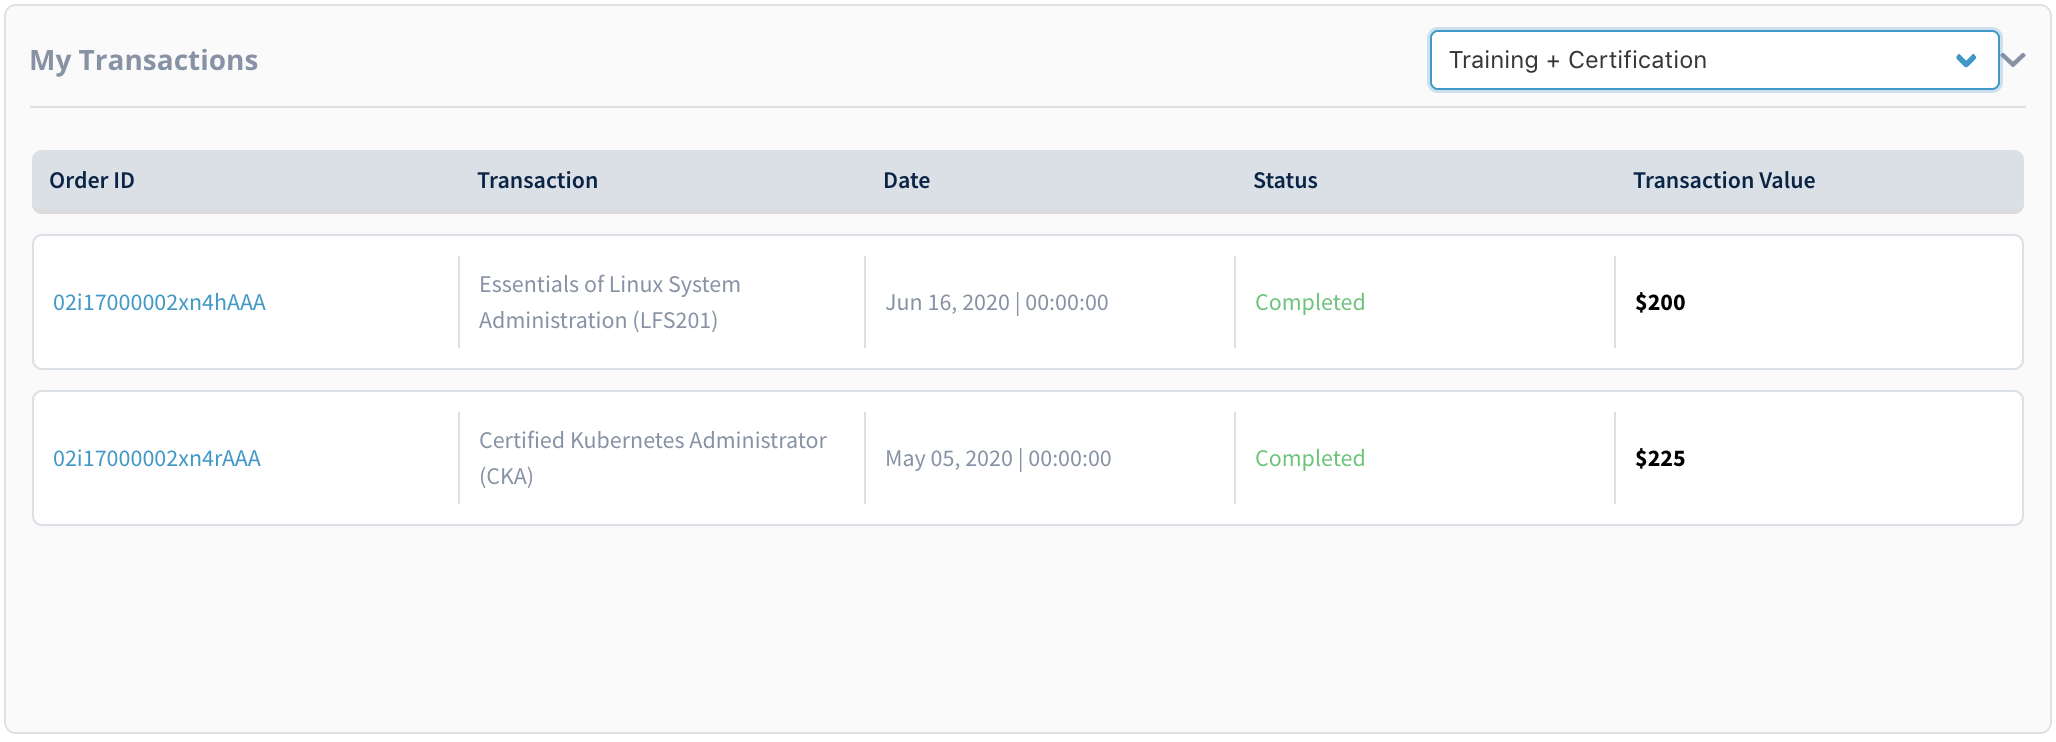 My Transactions
Training + Certification
Order ID Transaction Date Status Transaction Value
Essentials of Linux System
02i17000002xn4hAAA Jun 16, 2020 | 00:00:00 Completed $200
Administration (LFS201)
Certified Kubernetes Administrator
02i17000002xn4rAAA May 05, 2020 | 00:00:00 Completed $225
(CKA)